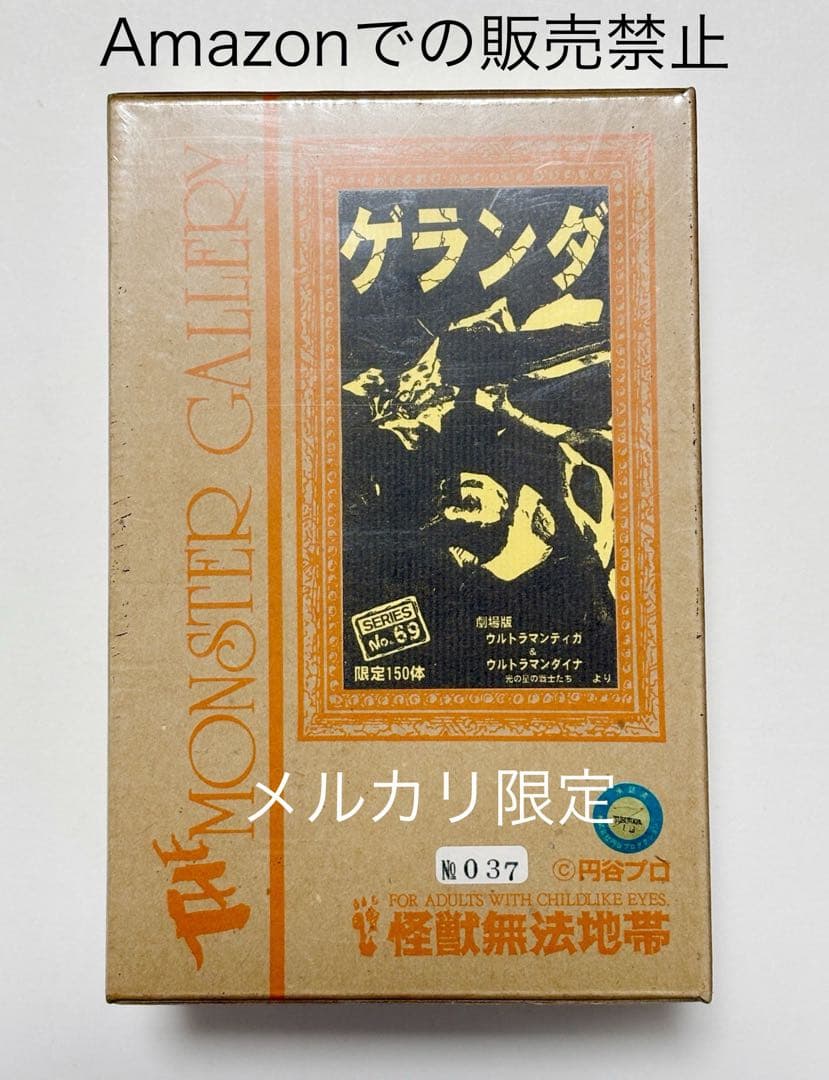 Amazonでの販売禁止
THE MONSTER GALLERY
ゲランダ
SERIES
No.69
限定150体
劇場版
ウルトラマンティガ
&
ウルトラマンダイナ
光の星の戦士たち より
メルカリ限定
№037
©円谷プロ
FOR ADULTS WITH CHILDLIKE EYES.
怪獣無法地帯